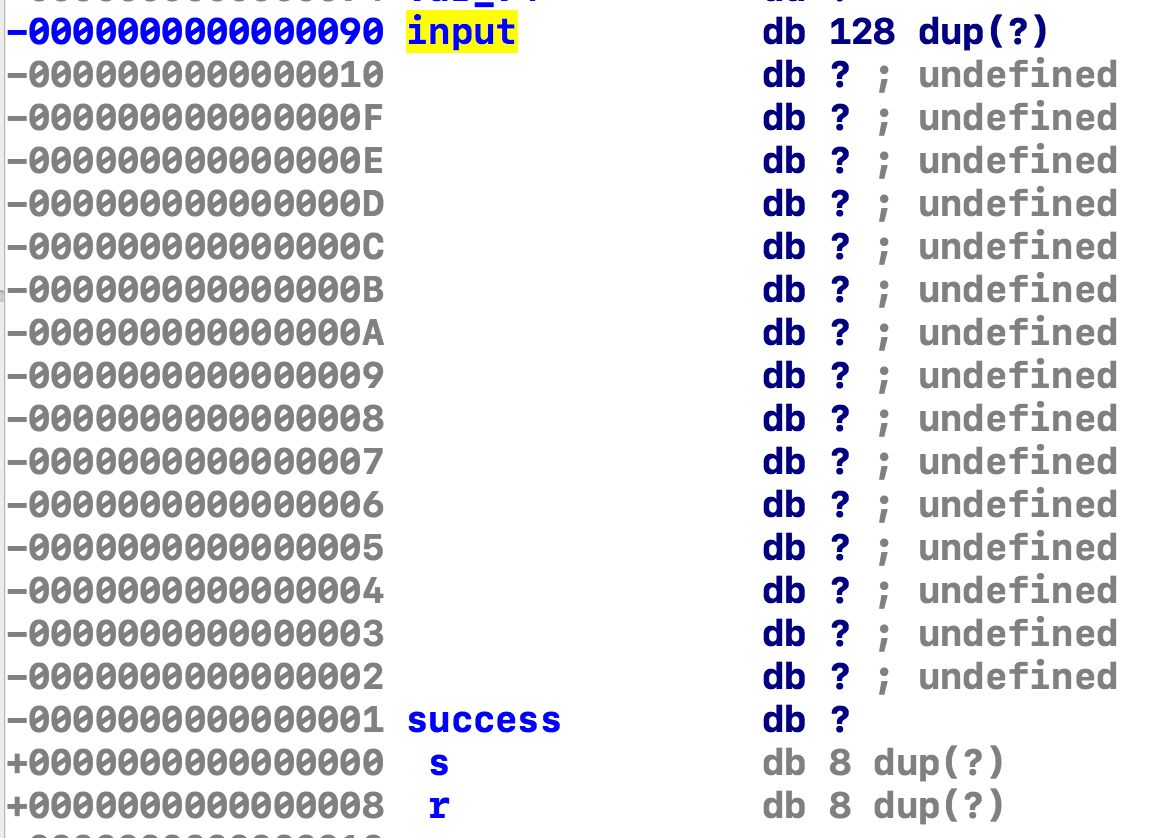 -0000000000000090 input db 128 dup(?)
-0000000000000010 db ? ; undefined
-000000000000000F db ? ; undefined
-000000000000000E db ? ; undefined
-000000000000000D db ? ; undefined
-000000000000000C db ? ; undefined
-000000000000000B db ? ; undefined
-000000000000000A db ? ; undefined
-0000000000000009 db ? ; undefined
-0000000000000008 db ? ; undefined
-0000000000000007 db ? ; undefined
-0000000000000006 db ? ; undefined
-0000000000000005 db ? ; undefined
-0000000000000004 db ? ; undefined
-0000000000000003 db ? ; undefined
-0000000000000002 db ? ; undefined
-0000000000000001 success db ?
+0000000000000000 s db 8 dup(?)
+0000000000000008 r db 8 dup(?)